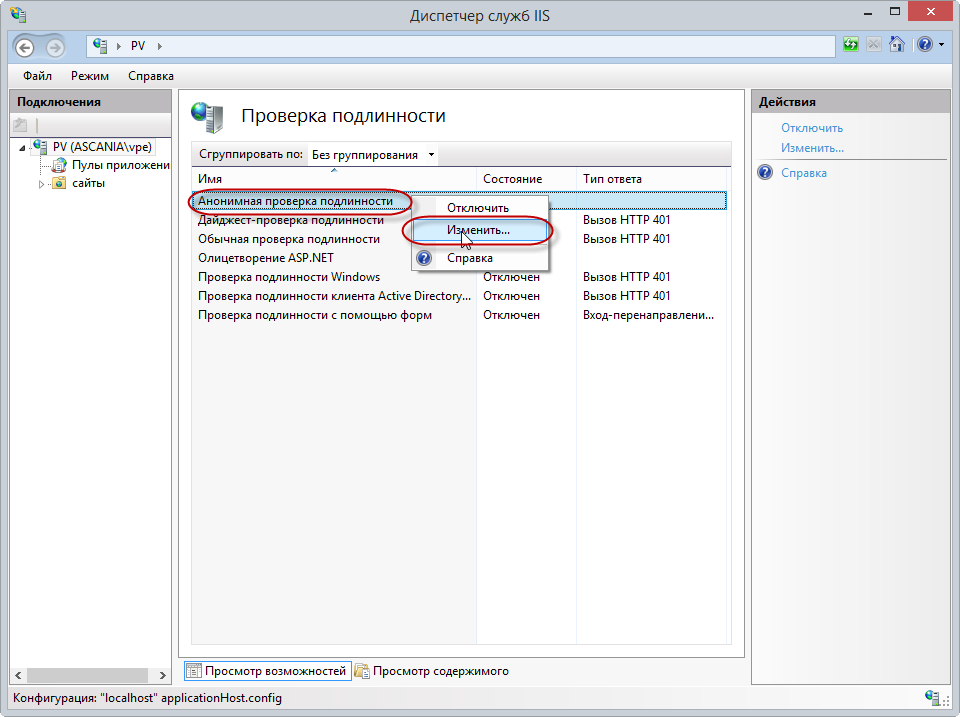 Диспетчер служб IIS
PV
Файл Режим Справка
Подключения
PV (ASCANIA\vpe)
Пулы приложени
сайты
Проверка подлинности
Сгруппировать по: Без группирования
Имя Состояние Тип ответа
Анонимная проверка подлинности
Дайджест-проверка подлинности Вызов HTTP 401
Обычная проверка подлинности Вызов HTTP 401
Олицетворение ASP.NET
Проверка подлинности Windows Отключен Вызов HTTP 401
Проверка подлинности клиента Active Directory... Отключен Вызов HTTP 401
Проверка подлинности с помощью форм Отключен Вход-перенаправлени...
Отключить
Изменить...
Справка
Действия
Отключить
Изменить...
Справка
Просмотр возможностей Просмотр содержимого
Конфигурация: "localhost" applicationHost.config